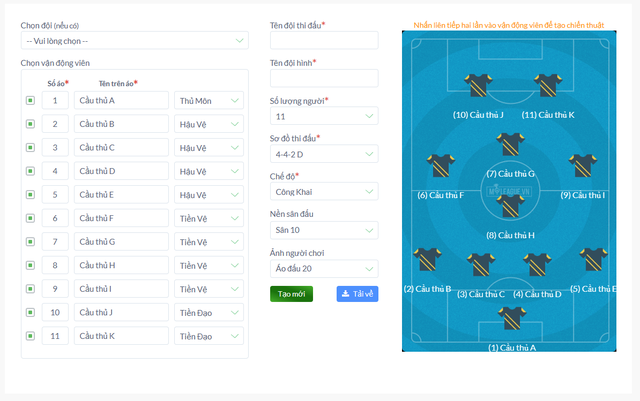 Chọn đội (nếu có)
-- Vui lòng chọn --
Chọn vận động viên
Số áo* Tên trên áo*
1 Cầu thủ A Thủ Môn
2 Cầu thủ B Hậu Vệ
3 Cầu thủ C Hậu Vệ
4 Cầu thủ D Hậu Vệ
5 Cầu thủ E Hậu Vệ
6 Cầu thủ F Tiền Vệ
7 Cầu thủ G Tiền Vệ
8 Cầu thủ H Tiền Vệ
9 Cầu thủ I Tiền Vệ
10 Cầu thủ J Tiền Đạo
11 Cầu thủ K Tiền Đạo
Tên đội thi đấu*
Tên đội hình*
Số lượng người*
11
Sơ đồ thi đấu*
4-4-2 D
Chế độ*
Công Khai
Nền sân đấu
Sân 10
Ảnh người chơi
Áo đấu 20
Tạo mới
Tải về
Nhấn liên tiếp hai lần vào vận động viên để tạo chiến thuật
(10) Cầu thủ J (11) Cầu thủ K
(7) Cầu thủ G
MYLEAGUE.VN
(6) Cầu thủ F (9) Cầu thủ I
(8) Cầu thủ H
(2) Cầu thủ B (3) Cầu thủ C (4) Cầu thủ D (5) Cầu thủ E
(1) Cầu thủ A